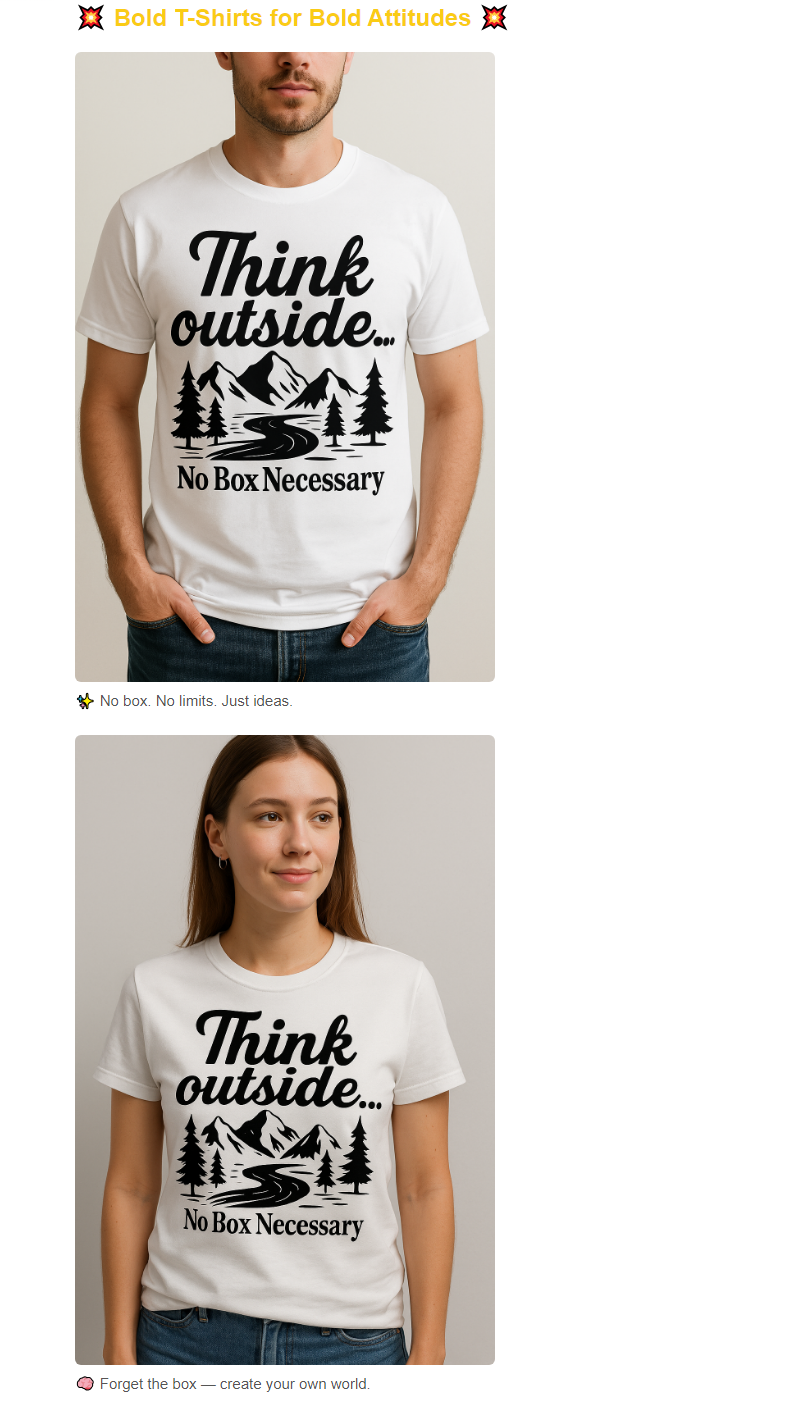 💥 Bold T-Shirts for Bold Attitudes 💥
Think
outside...
No Box Necessary
✨ No box. No limits. Just ideas.
Think
outside...
No Box Necessary
🧠 Forget the box — create your own world.